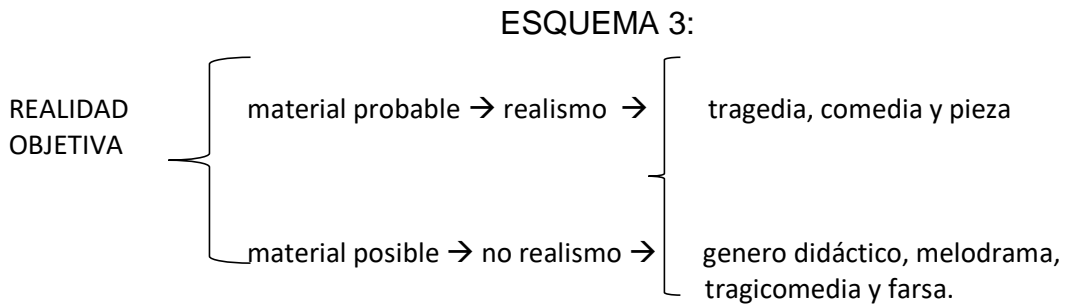 ESQUEMA 3:
REALIDAD OBJETIVA
material probable → realismo → tragedia, comedia y pieza
material posible → no realismo → genero didáctico, melodrama,
tragicomedia y farsa.